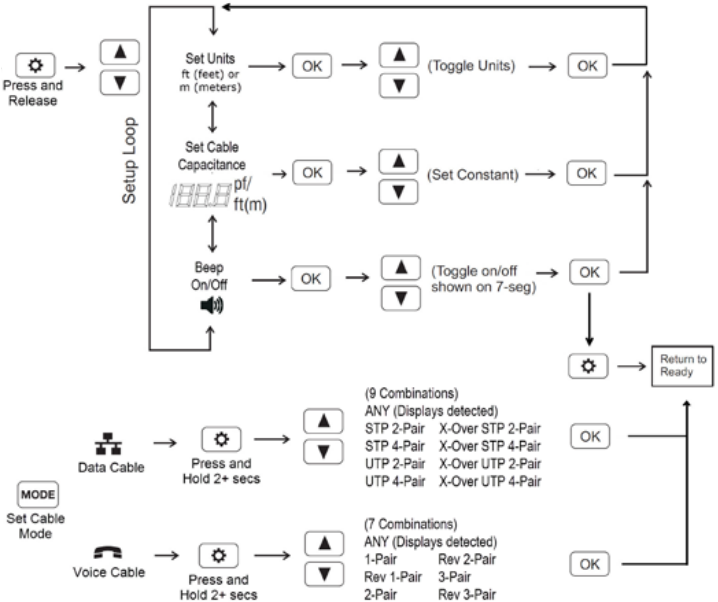 Press and
Release
Setup Loop
Set Units
ft (feet) or
m (meters)
OK
(Toggle Units)
OK
Set Cable
Capacitance
188.8 pf/
ft(m)
OK
(Set Constant)
OK
Beep
On/Off
OK
(Toggle on/off
shown on 7-seg)
OK
Return to
Ready
MODE
Set Cable
Mode
Data Cable
Press and
Hold 2+ secs
(9 Combinations)
ANY (Displays detected)
STP 2-Pair X-Over STP 2-Pair
STP 4-Pair X-Over STP 4-Pair
UTP 2-Pair X-Over UTP 2-Pair
UTP 4-Pair X-Over UTP 4-Pair
OK
Voice Cable
Press and
Hold 2+ secs
(7 Combinations)
ANY (Displays detected)
1-Pair Rev 2-Pair
Rev 1-Pair 3-Pair
2-Pair Rev 3-Pair
OK